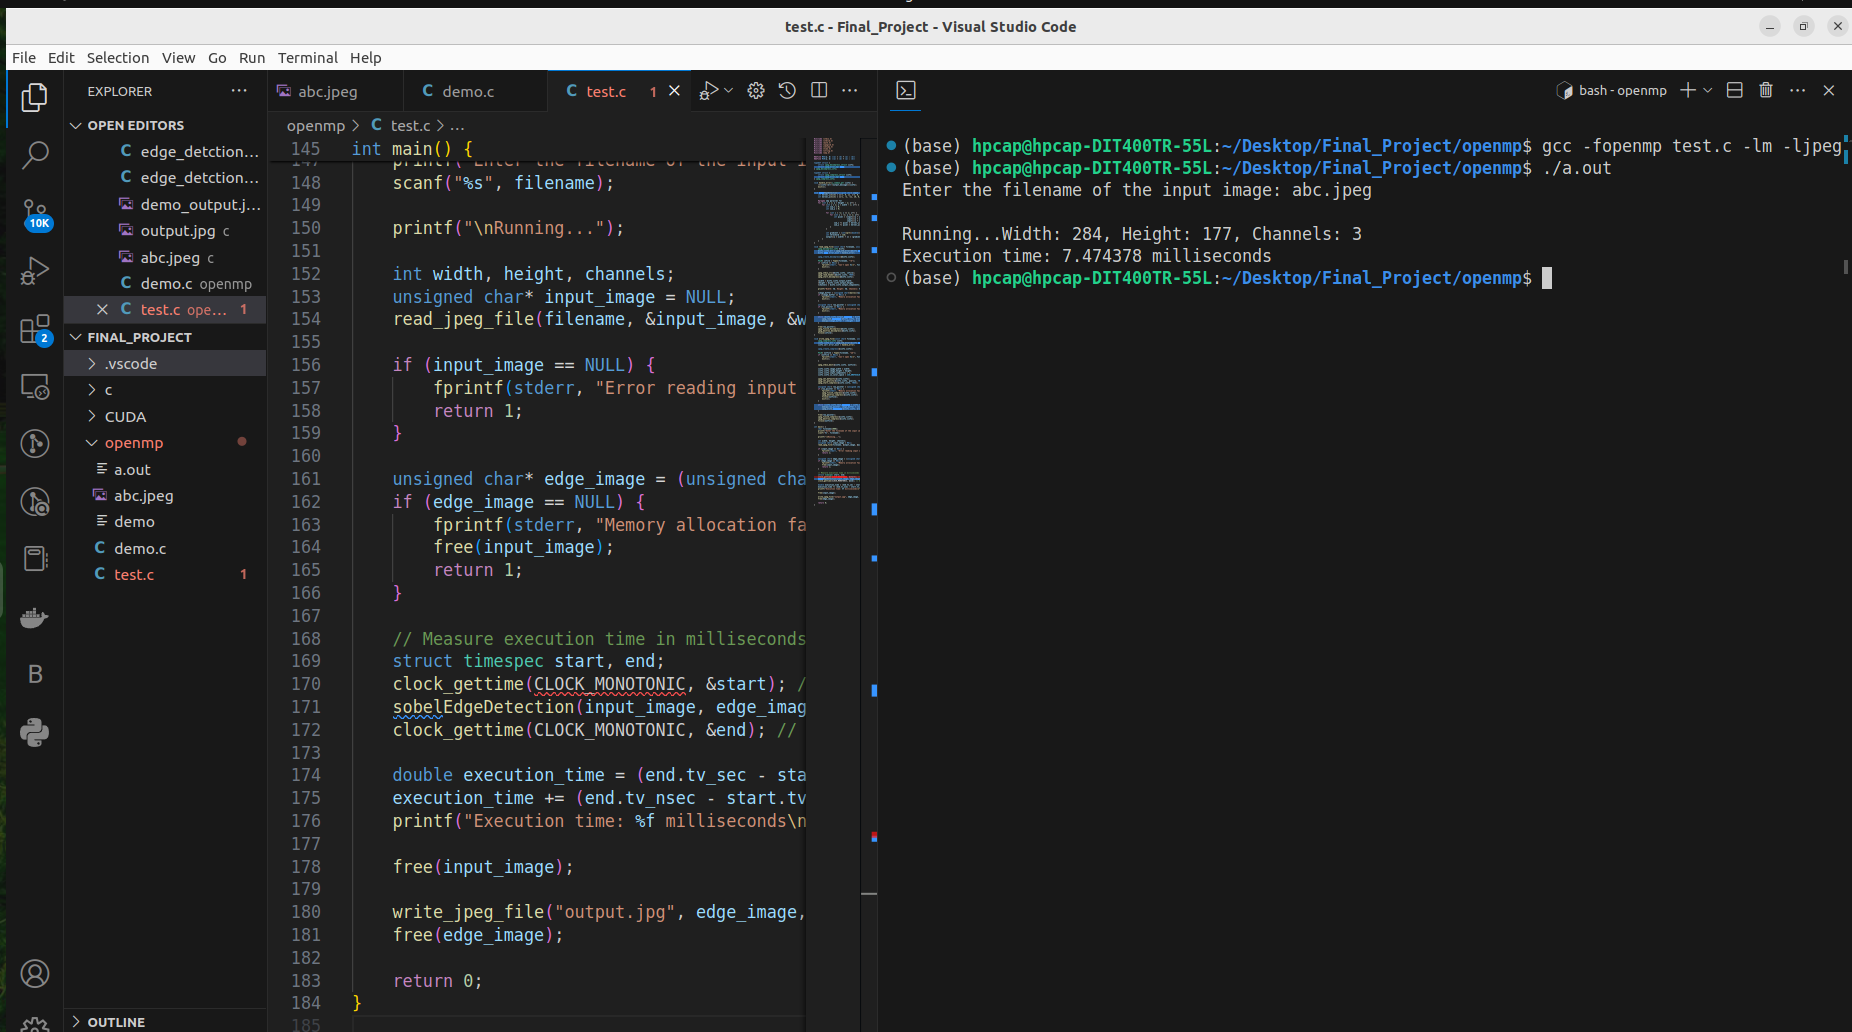 test.c - Final_Project - Visual Studio Code
File Edit Selection View Go Run Terminal Help
EXPLORER
OPEN EDITORS
C edge_detction...
C edge_detction...
demo_output.j...
output.jpg c
abc.jpeg c
C demo.c openmp
C test.c ope... 1
FINAL_PROJECT
.vscode
c
CUDA
openmp
a.out
abc.jpeg
demo
C demo.c
C test.c 1
OUTLINE
10K
2
B
abc.jpeg
C demo.c
C test.c 1
openmp > C test.c > ...
145 int main() {
148 scanf("%s", filename);
149
150 printf("\nRunning...");
151
152 int width, height, channels;
153 unsigned char* input_image = NULL;
154 read_jpeg_file(filename, &input_image, &w
155
156 if (input_image == NULL) {
157 fprintf(stderr, "Error reading input
158 return 1;
159 }
160
161 unsigned char* edge_image = (unsigned cha
162 if (edge_image == NULL) {
163 fprintf(stderr, "Memory allocation fa
164 free(input_image);
165 return 1;
166 }
167
168 // Measure execution time in milliseconds
169 struct timespec start, end;
170 clock_gettime(CLOCK_MONOTONIC, &start); /
171 sobelEdgeDetection(input_image, edge_imag
172 clock_gettime(CLOCK_MONOTONIC, &end); //
173
174 double execution_time = (end.tv_sec - sta
175 execution_time += (end.tv_nsec - start.tv
176 printf("Execution time: %f milliseconds\n
177
178 free(input_image);
179
180 write_jpeg_file("output.jpg", edge_image,
181 free(edge_image);
182
183 return 0;
184 }
185
bash - openmp
(base) hpcap@hpcap-DIT400TR-55L:~/Desktop/Final_Project/openmp$ gcc -fopenmp test.c -lm -ljpeg
(base) hpcap@hpcap-DIT400TR-55L:~/Desktop/Final_Project/openmp$ ./a.out
Enter the filename of the input image: abc.jpeg
Running...Width: 284, Height: 177, Channels: 3
Execution time: 7.474378 milliseconds
(base) hpcap@hpcap-DIT400TR-55L:~/Desktop/Final_Project/openmp$